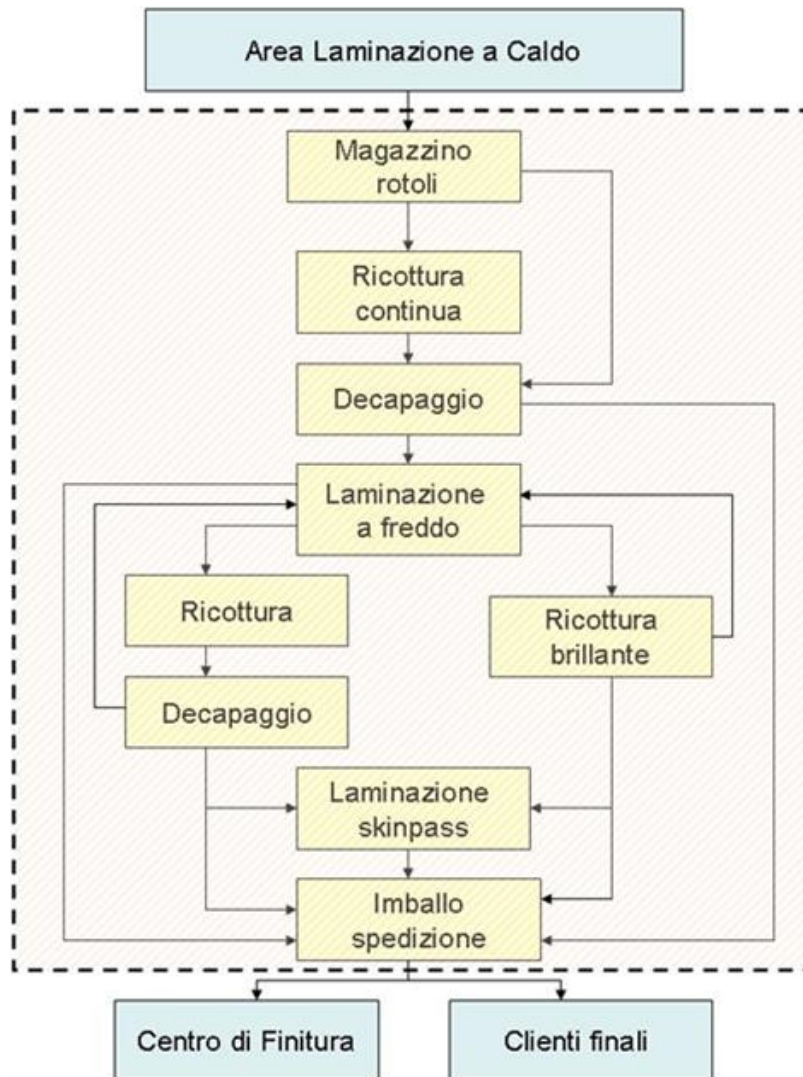 Area Laminazione a Caldo
Magazzino
rotoli
Ricottura
continua
Decapaggio
Laminazione
a freddo
Ricottura
Ricottura
brillante
Decapaggio
Laminazione
skinpass
Imballo
spedizione
Centro di Finitura
Clienti finali